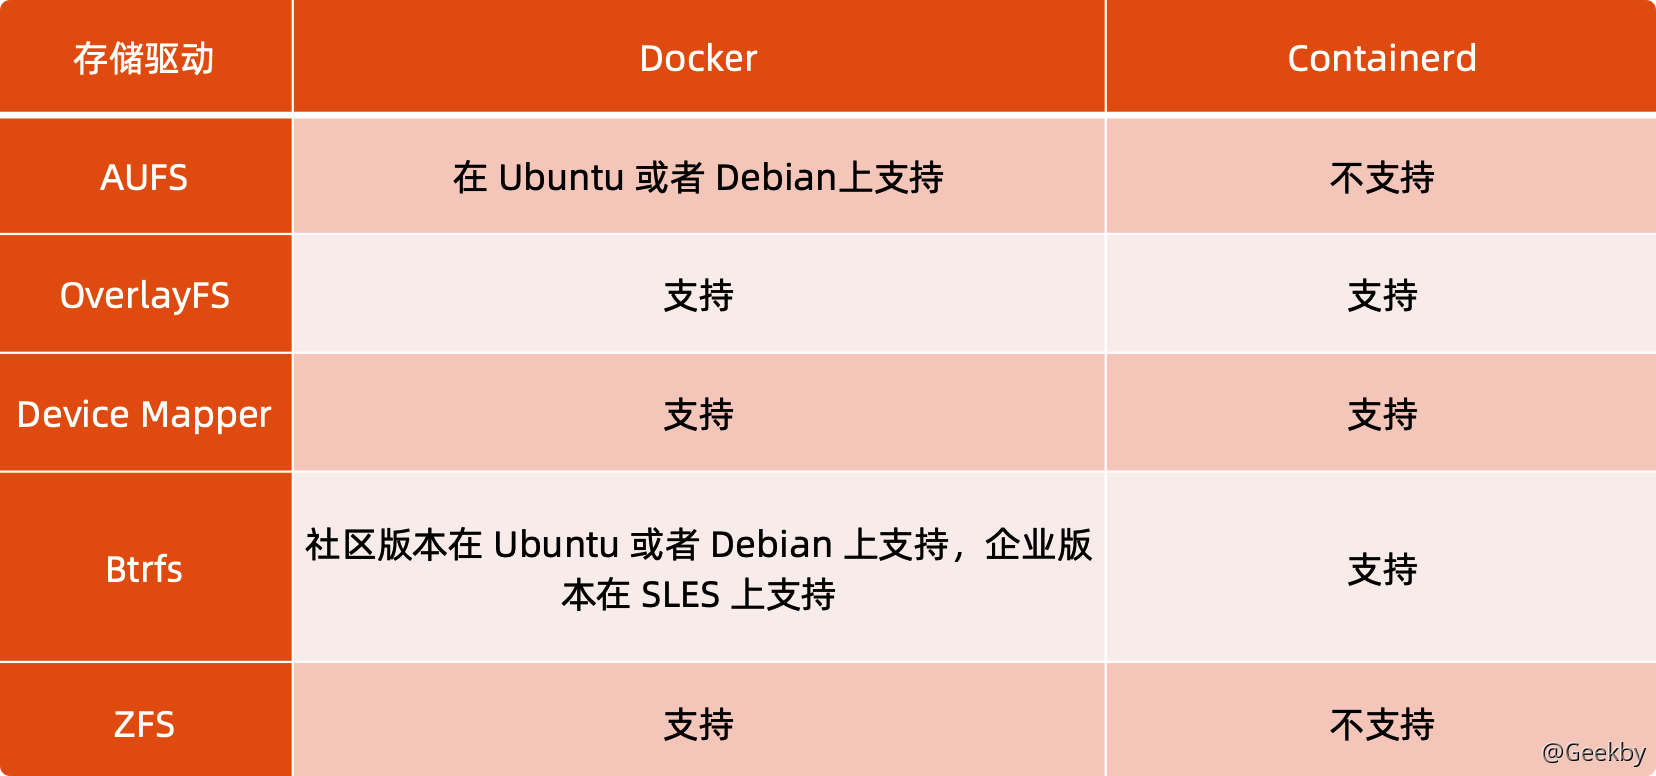 存储驱动 Docker Containerd
AUFS 在 Ubuntu 或者 Debian上支持 不支持
OverlayFS 支持 支持
Device Mapper 支持 支持
社区版本在 Ubuntu 或者 Debian 上支持，企业版
Btrfs 支持
本在 SLES 上支持
ZFS 支持 不支持
@Geekby